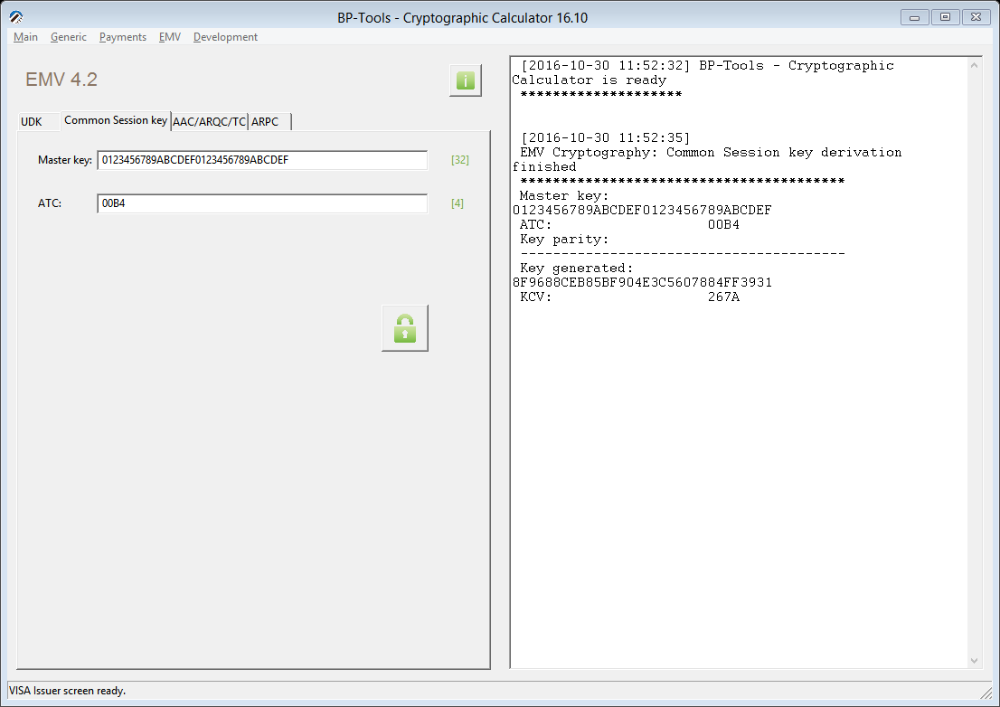 BP-Tools - Cryptographic Calculator 16.10
Main Generic Payments EMV Development
EMV 4.2
UDK Common Session key AAC/ARQC/TC ARPC
Master key: 0123456789ABCDEF0123456789ABCDEF [32]
ATC: 00B4 [4]
[2016-10-30 11:52:32] BP-Tools - Cryptographic
Calculator is ready
********************
[2016-10-30 11:52:35]
EMV Cryptography: Common Session key derivation
finished
****************************************
Master key:
0123456789ABCDEF0123456789ABCDEF
ATC: 00B4
Key parity:
----------------------------------------
Key generated:
8F9688CEB85BF904E3C5607884FF3931
KCV: 267A
VISA Issuer screen ready.